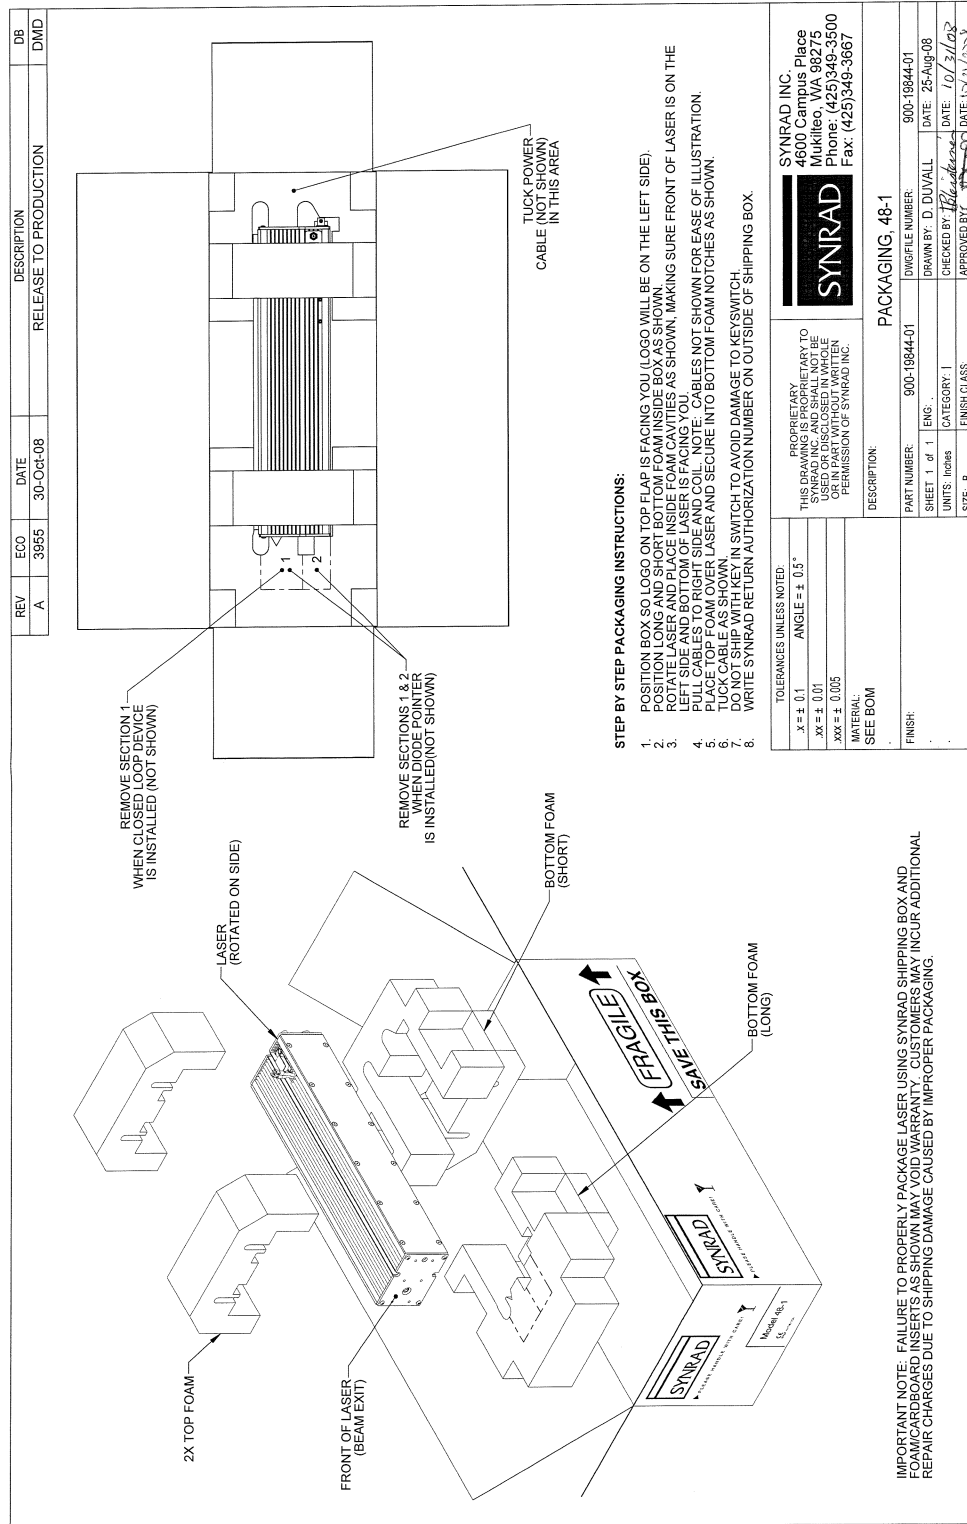 REV ECO DATE DESCRIPTION DB
A 3955 30-Oct-08 RELEASE TO PRODUCTION DMD
REMOVE SECTION 1
WHEN CLOSED LOOP DEVICE
IS INSTALLED (NOT SHOWN)
REMOVE SECTIONS 1 & 2
WHEN DIODE POINTER
IS INSTALLED(NOT SHOWN)
1
2
TUCK POWER
CABLE (NOT SHOWN)
IN THIS AREA
2X TOP FOAM
LASER
(ROTATED ON SIDE)
FRONT OF LASER
(BEAM EXIT)
BOTTOM FOAM
(SHORT)
BOTTOM FOAM
(LONG)
FRAGILE
SAVE THIS BOX
SYNRAD
PLEASE HANDLE WITH CARE!
Model 48-1
SYNRAD
PLEASE HANDLE WITH CARE!
STEP BY STEP PACKAGING INSTRUCTIONS:
1. POSITION BOX SO LOGO ON TOP FLAP IS FACING YOU (LOGO WILL BE ON THE LEFT SIDE).
2. POSITION LONG AND SHORT BOTTOM FOAM INSIDE BOX AS SHOWN.
3. ROTATE LASER AND PLACE INSIDE FOAM CAVITIES AS SHOWN, MAKING SURE FRONT OF LASER IS ON THE
LEFT SIDE AND BOTTOM OF LASER IS FACING YOU.
4. PULL CABLES TO RIGHT SIDE AND COIL. NOTE: CABLES NOT SHOWN FOR EASE OF ILLUSTRATION.
5. PLACE TOP FOAM OVER LASER AND SECURE INTO BOTTOM FOAM NOTCHES AS SHOWN.
6. TUCK CABLE AS SHOWN.
7. DO NOT SHIP WITH KEY IN SWITCH TO AVOID DAMAGE TO KEYSWITCH.
8. WRITE SYNRAD RETURN AUTHORIZATION NUMBER ON OUTSIDE OF SHIPPING BOX.
IMPORTANT NOTE: FAILURE TO PROPERLY PACKAGE LASER USING SYNRAD SHIPPING BOX AND
FOAM/CARDBOARD INSERTS AS SHOWN MAY VOID WARRANTY. CUSTOMERS MAY INCUR ADDITIONAL
REPAIR CHARGES DUE TO SHIPPING DAMAGE CAUSED BY IMPROPER PACKAGING.
TOLERANCES UNLESS NOTED:
.x = ± 0.1 ANGLE = ± 0.5°
.xx = ± 0.01
.xxx = ± 0.005
MATERIAL:
SEE BOM
FINISH:
PROPRIETARY
THIS DRAWING IS PROPRIETARY TO
SYNRAD INC. AND SHALL NOT BE
USED OR DISCLOSED IN WHOLE
OR IN PART WITHOUT WRITTEN
PERMISSION OF SYNRAD INC.
SYNRAD
SYNRAD INC.
4600 Campus Place
Mukilteo, WA 98275
Phone: (425)349-3500
Fax: (425)349-3667
DESCRIPTION:
PACKAGING, 48-1
PART NUMBER: 900-19844-01
DWG/FILE NUMBER: 900-19844-01
SHEET 1 of 1 ENG: .
DRAWN BY: D. DUVALL DATE: 25-Aug-08
UNITS: Inches CATEGORY: 1
CHECKED BY: DATE: 10/31/08
SIZE: B FINISH CLASS:
APPROVED BY: DATE: